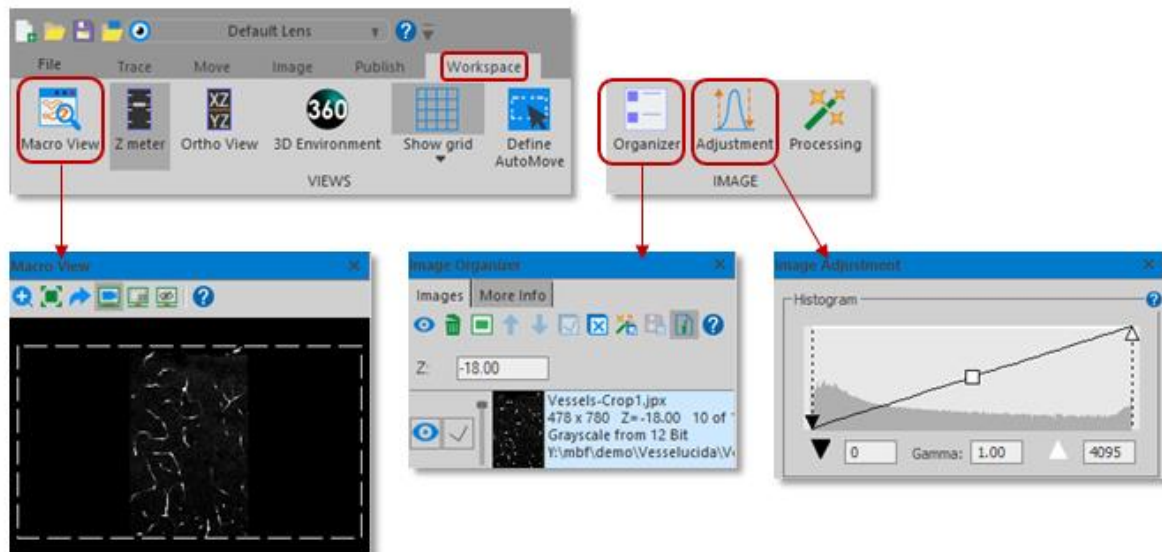 Default Lens
File Trace Move Image Publish Workspace
Macro View Z meter XZ YZ Ortho View 360 3D Environment Show grid Define AutoMove
VIEWS
Organizer Adjustment Processing
IMAGE
Macro View
Image Organizer
Images More Info
Z: -18.00
Vessels-Crop1.jpx
478 x 780 Z=-18.00 10 of
Grayscale from 12 Bit
Y:\mbf\demo\Vesselucida\Ve
Image Adjustment
Histogram
0 Gamma: 1.00 4095